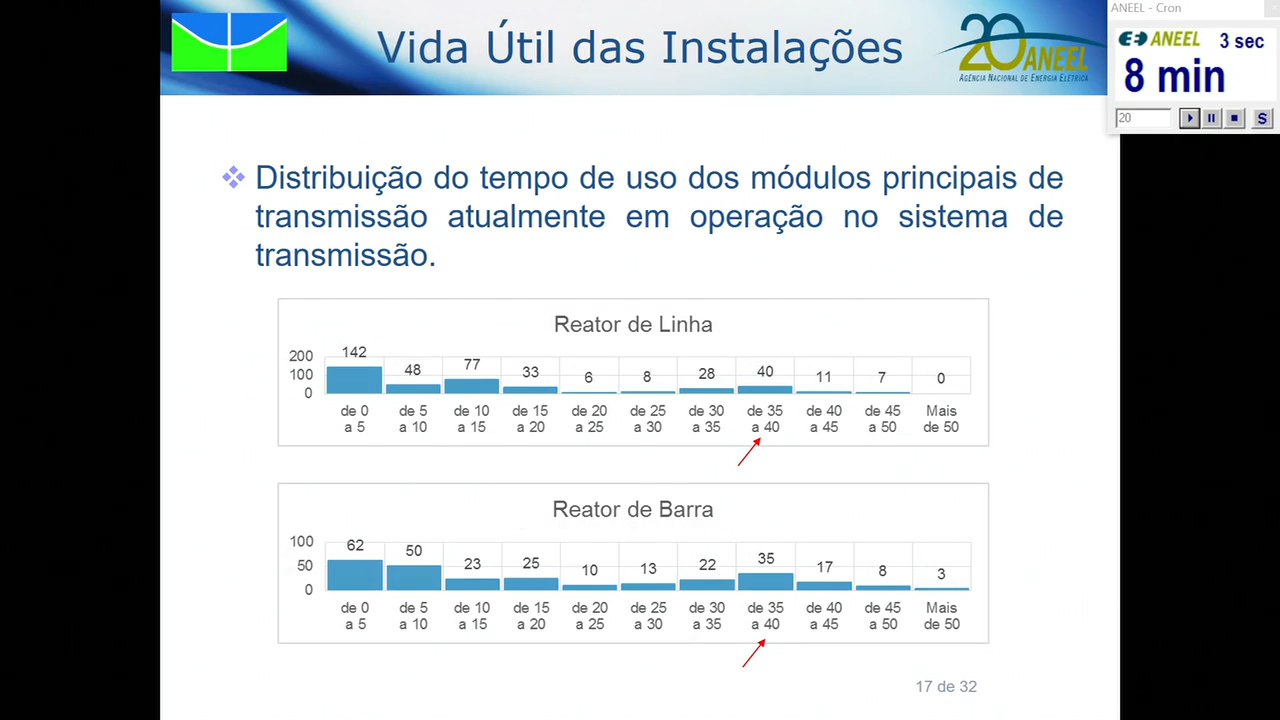 Vida Útil das Instalações
20 ANEEL
AGÊNCIA NACIONAL DE ENERGIA ELÉTRICA
ANEEL - Cron
ANEEL 3 sec
8 min
20
S
Distribuição do tempo de uso dos módulos principais de
transmissão atualmente em operação no sistema de
transmissão.
Reator de Linha
200
100
0
142 48 77 33 6 8 28 40 11 7 0
de 0 de 5 de 10 de 15 de 20 de 25 de 30 de 35 de 40 de 45 Mais
a 5 a 10 a 15 a 20 a 25 a 30 a 35 a 40 a 45 a 50 de 50
Reator de Barra
100
50
0
62 50 23 25 10 13 22 35 17 8 3
de 0 de 5 de 10 de 15 de 20 de 25 de 30 de 35 de 40 de 45 Mais
a 5 a 10 a 15 a 20 a 25 a 30 a 35 a 40 a 45 a 50 de 50
17 de 32